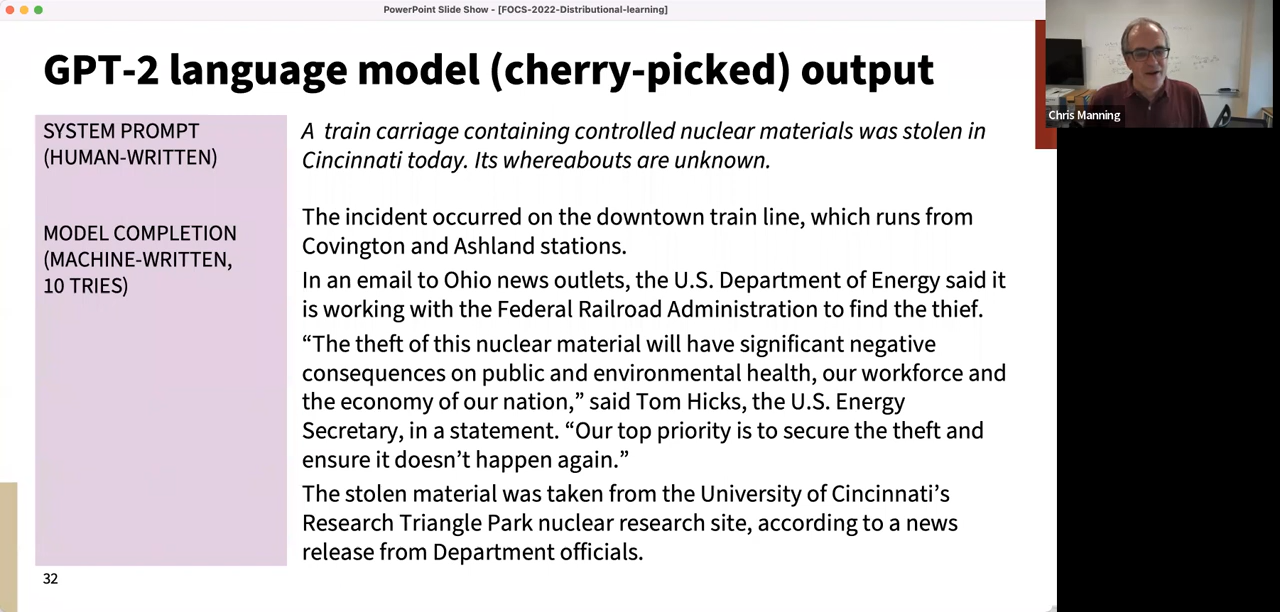 PowerPoint Slide Show - [FOCS-2022-Distributional-learning]
GPT-2 language model (cherry-picked) output
SYSTEM PROMPT
(HUMAN-WRITTEN)
A train carriage containing controlled nuclear materials was stolen in
Cincinnati today. Its whereabouts are unknown.
MODEL COMPLETION
(MACHINE-WRITTEN,
10 TRIES)
The incident occurred on the downtown train line, which runs from
Covington and Ashland stations.
In an email to Ohio news outlets, the U.S. Department of Energy said it
is working with the Federal Railroad Administration to find the thief.
“The theft of this nuclear material will have significant negative
consequences on public and environmental health, our workforce and
the economy of our nation,” said Tom Hicks, the U.S. Energy
Secretary, in a statement. “Our top priority is to secure the theft and
ensure it doesn’t happen again.”
The stolen material was taken from the University of Cincinnati’s
Research Triangle Park nuclear research site, according to a news
release from Department officials.
32
Chris Manning